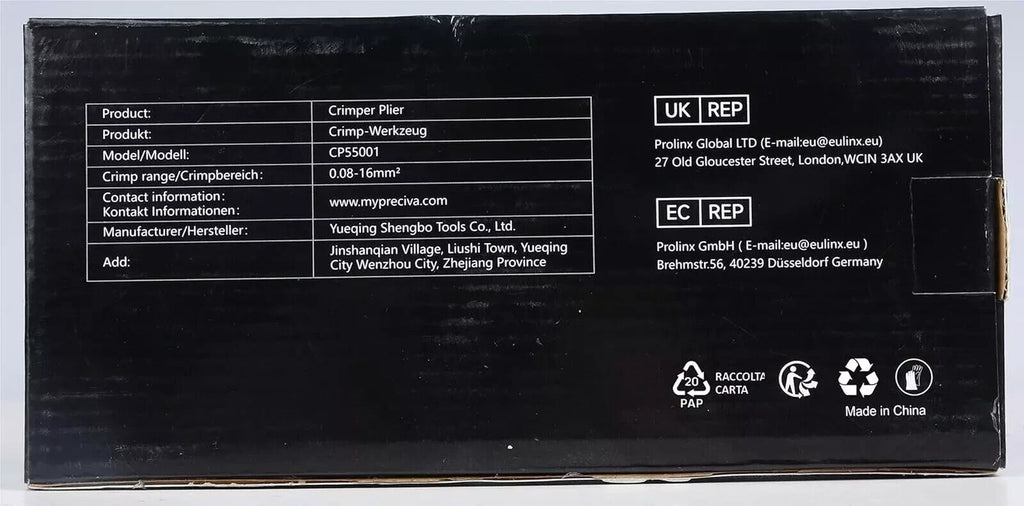 Product: Crimper Plier
Produkt: Crimp-Werkzeug
Model/Modell: CP55001
Crimp range/Crimpbereich: 0.08-16mm²
Contact information:
Kontakt Informationen: www.mypreciva.com
Manufacturer/Hersteller: Yueqing Shengbo Tools Co., Ltd.
Add: Jinshanqian Village, Liushi Town, Yueqing
City Wenzhou City, Zhejiang Province
UK REP
Prolinx Global LTD (E-mail:eu@eulinx.eu)
27 Old Gloucester Street, London,WCIN 3AX UK
EC REP
Prolinx GmbH ( E-mail:eu@eulinx.eu )
Brehmstr.56, 40239 Düsseldorf Germany
20
PAP
RACCOLTA
CARTA
Made in China